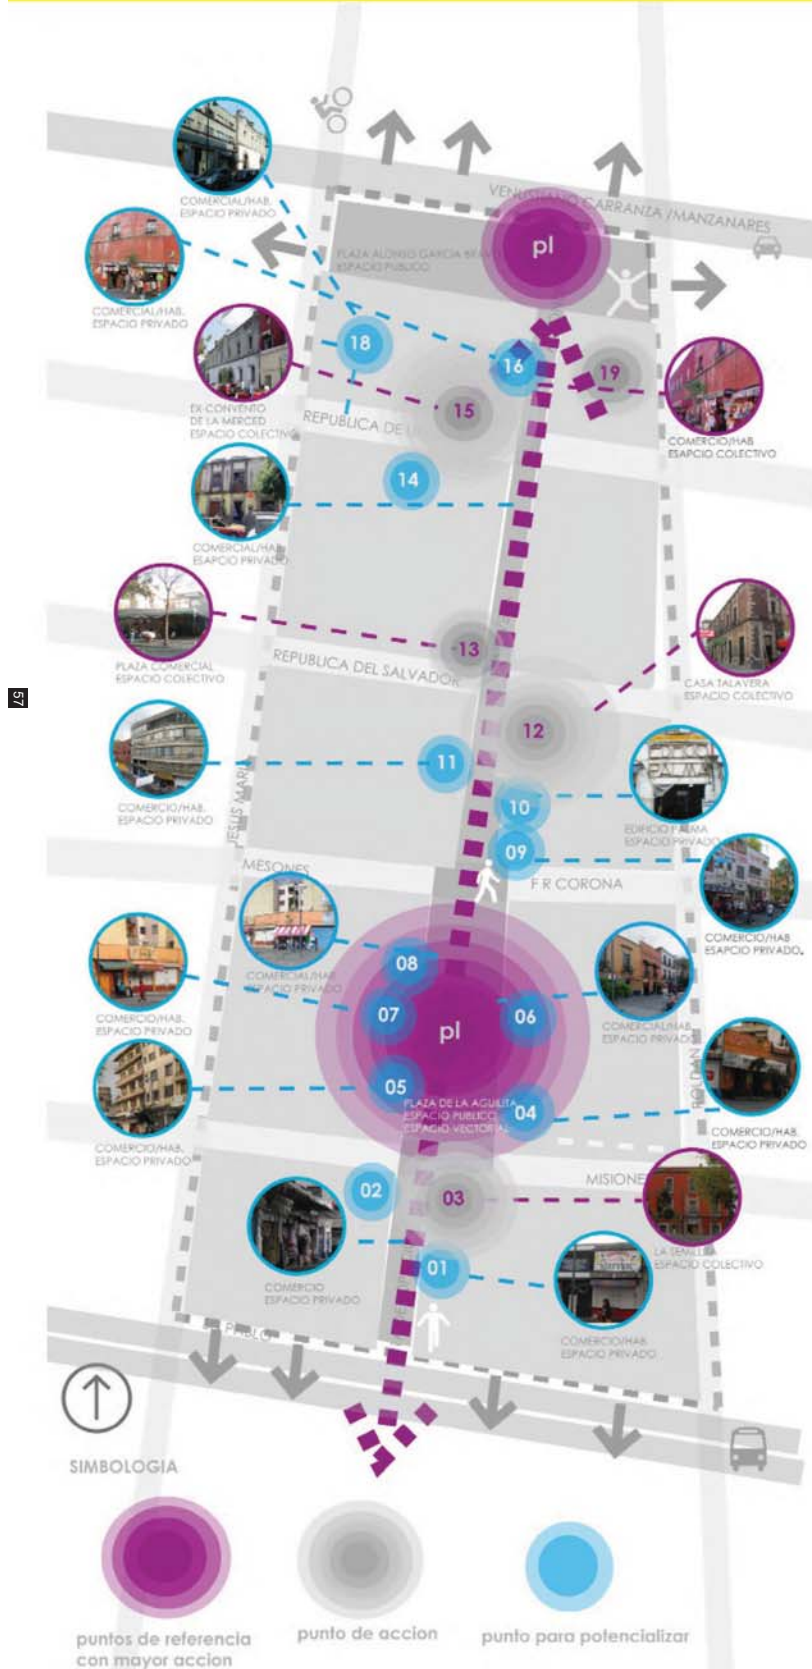 COMERCIAL/HAB.
ESPACIO PRIVADO
VENUSTIANO CARRANZA /MANZANARES
pl
PLAZA ALONSO GARCIA BRAVO
ESPACIO PUBLICO
COMERCIAL/HAB.
ESPACIO PRIVADO
18
16
19
15
EX-CONVENTO
DE LA MERCED
ESPACIO COLECTIVO
REPUBLICA DE
COMERCIO/HAB
ESAPCIO COLECTIVO
14
COMERCIAL/HAB.
ESAPCIO PRIVADO
13
PLAZA COMERCIAL
ESPACIO COLECTIVO
REPUBLICA DEL SALVADOR
CASA TALAVERA
ESPACIO COLECTIVO
57
12
11
10
COMERCIO/HAB.
ESPACIO PRIVADO
JESUS MARIA
EDIFICIO PALMA
ESPACIO PRIVADO
09
MESONES
F R CORONA
COMERCIO/HAB
ESAPCIO PRIVADO.
08
COMERCIAL/HAB
ESPACIO PRIVADO
07
06
COMERCIO/HAB.
ESPACIO PRIVADO
pl
COMERCIAL/HAB.
ESPACIO PRIVADO
05
PLAZA DE LA AGUILITA
ESPACIO PUBLICO
ESPACIO VECTORIAL
04
ROLDAN
COMERCIO/HAB.
ESPACIO PRIVADO
COMERCIO/HAB.
ESPACIO PRIVADO
02
03
MISIONE
LA SEMILLITA
ESPACIO COLECTIVO
01
COMERCIO
ESPACIO PRIVADO
PABLO
COMERCIO/HAB
ESPACIO PRIVADO
SIMBOLOGIA
puntos de referencia
con mayor accion
punto de accion
punto para potencializar